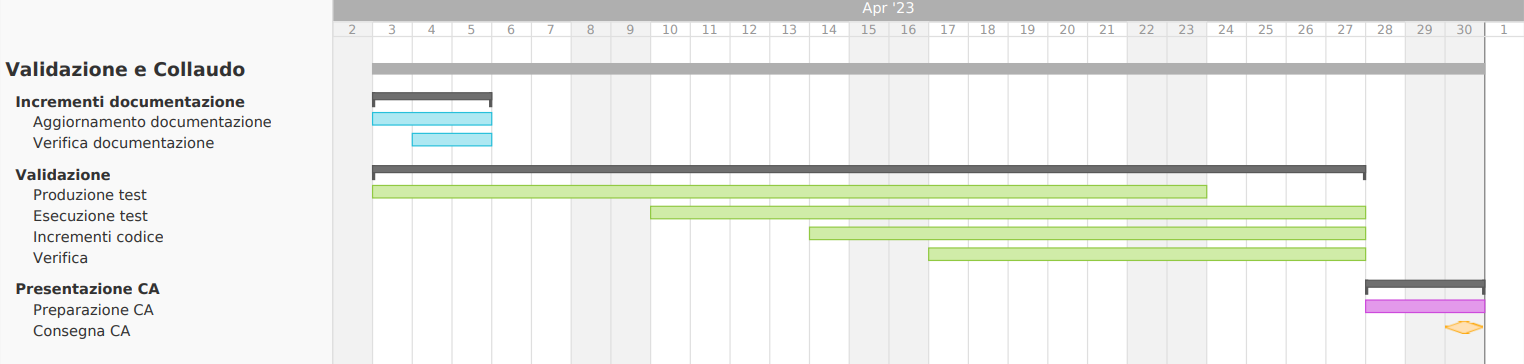 Apr '23
2 3 4 5 6 7 8 9 10 11 12 13 14 15 16 17 18 19 20 21 22 23 24 25 26 27 28 29 30 1
Validazione e Collaudo
Incrementi documentazione
Aggiornamento documentazione
Verifica documentazione
Validazione
Produzione test
Esecuzione test
Incrementi codice
Verifica
Presentazione CA
Preparazione CA
Consegna CA